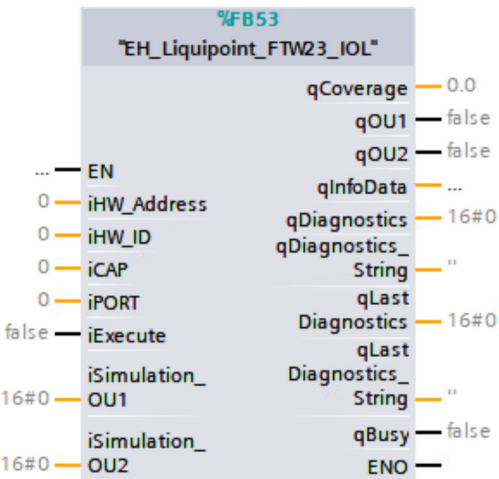 %FB53
"EH_Liquipoint_FTW23_IOL"
qCoverage 0.0
qOU1 false
qOU2 false
... EN
qInfoData ...
0 iHW_Address
qDiagnostics 16#0
0 iHW_ID
qDiagnostics_
String ''
0 iCAP
0 iPORT
qLast
Diagnostics 16#0
false iExecute
qLast
Diagnostics_
String ''
iSimulation_
16#0 OU1
qBusy false
iSimulation_
16#0 OU2
ENO